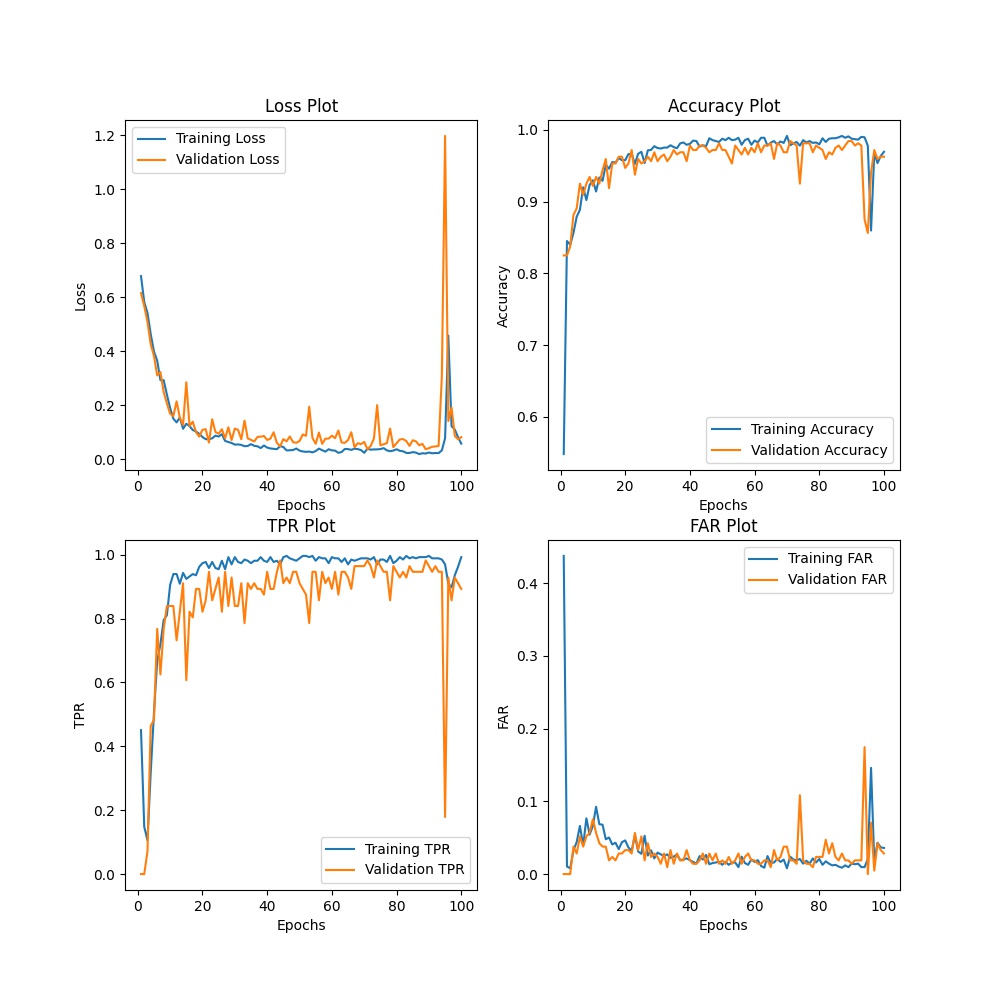 Loss Plot
Training Loss
Validation Loss
1.2
1.0
0.8
0.6
0.4
0.2
0.0
Loss
0 20 40 60 80 100
Epochs
Accuracy Plot
1.0
0.9
0.8
0.7
0.6
Accuracy
Training Accuracy
Validation Accuracy
0 20 40 60 80 100
Epochs
TPR Plot
1.0
0.8
0.6
0.4
0.2
0.0
TPR
Training TPR
Validation TPR
0 20 40 60 80 100
Epochs
FAR Plot
Training FAR
Validation FAR
0.4
0.3
0.2
0.1
0.0
FAR
0 20 40 60 80 100
Epochs